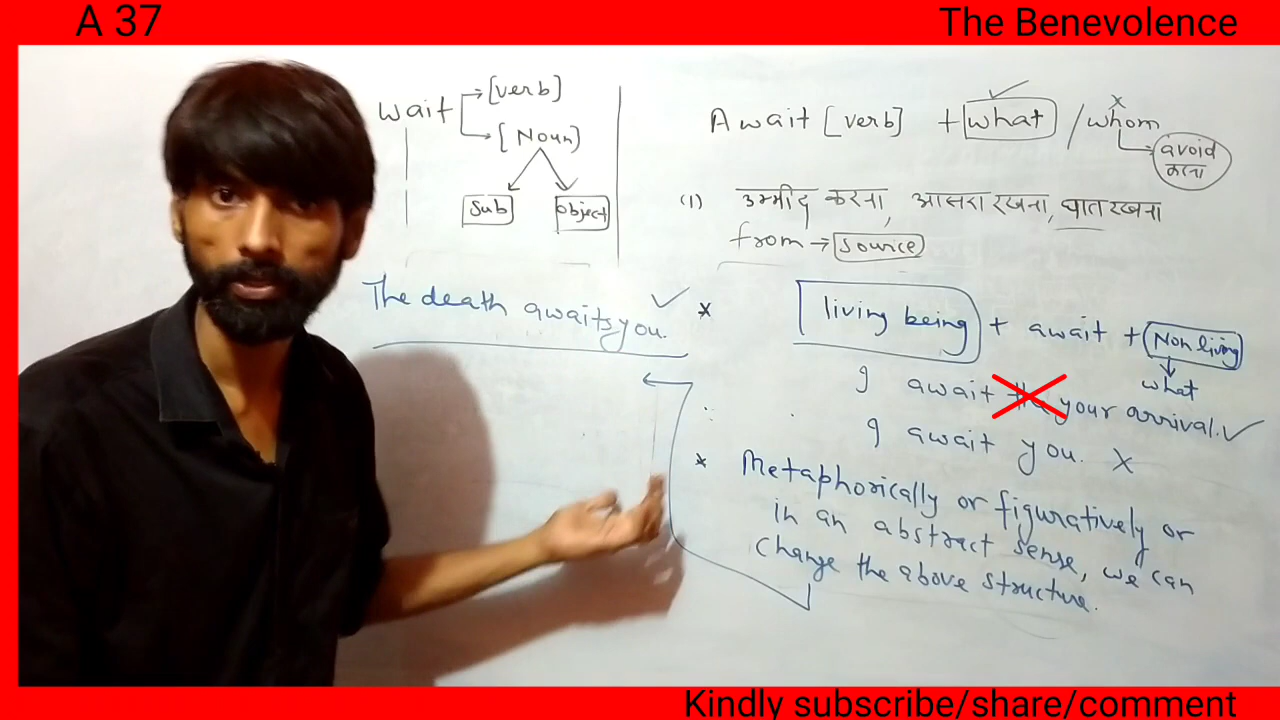 A 37
The Benevolence
wait → [verb]
→ [Noun]
sub object
The death awaits you. ✓
Await [verb] + what ✓ / whom x
avoid
करना
(1) उम्मीद करना, आसरा रखना, घात रखना
from → source
* living being + await + Non living
what
I await the your arrival. ✓
I await you. X
* Metaphorically or figuratively or
in an abstract sense, we can
change the above structure.
Kindly subscribe/share/comment